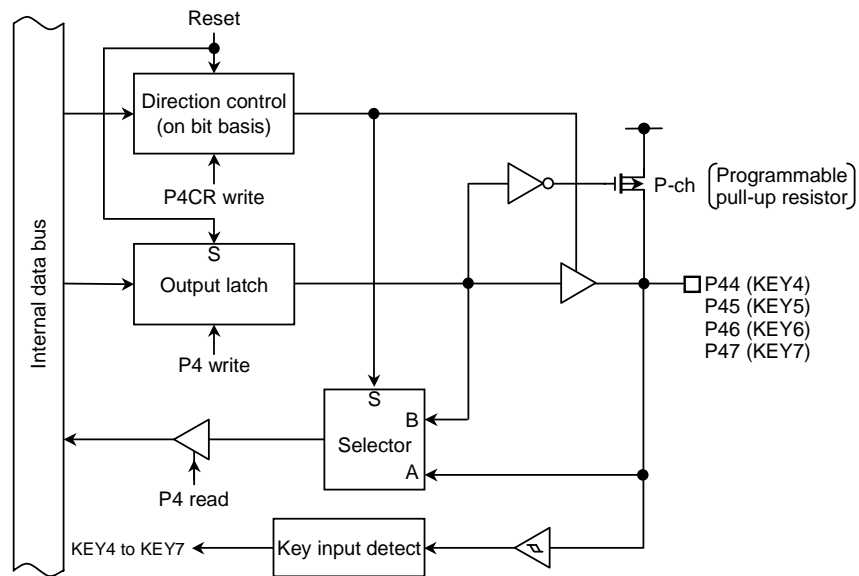 Reset
Direction control
(on bit basis)
P4CR write
P-ch
Programmable
pull-up resistor
Internal data bus
S
Output latch
P4 write
P44 (KEY4)
P45 (KEY5)
P46 (KEY6)
P47 (KEY7)
S
B
Selector
A
P4 read
KEY4 to KEY7
Key input detect